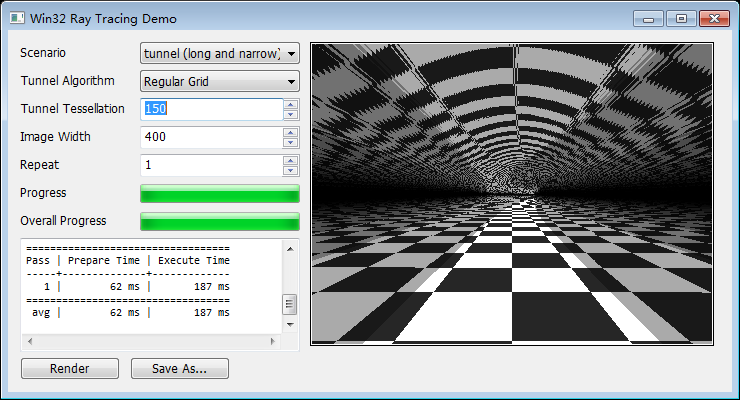 Win32 Ray Tracing Demo
Scenario tunnel (long and narrow)
Tunnel Algorithm Regular Grid
Tunnel Tessellation 150
Image Width 400
Repeat 1
Progress
Overall Progress
==================================
Pass | Prepare Time | Execute Time
-----+--------------+-------------
1 | 62 ms | 187 ms
==================================
avg | 62 ms | 187 ms
Render Save As...